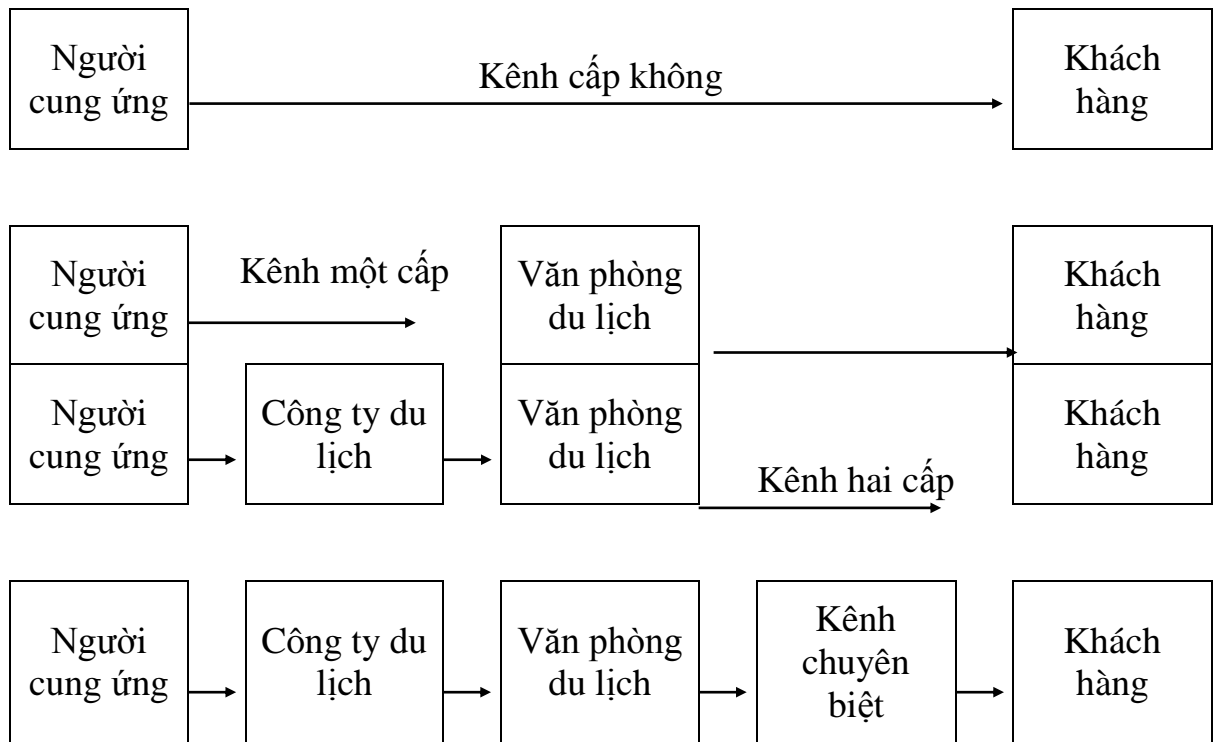 Người
cung ứng
Kênh cấp không
Khách
hàng
Người
cung ứng
Kênh một cấp
Văn phòng
du lịch
Khách
hàng
Người
cung ứng
Công ty du
lịch
Văn phòng
du lịch
Kênh hai cấp
Khách
hàng
Người
cung ứng
Công ty du
lịch
Văn phòng
du lịch
Kênh
chuyên
biệt
Khách
hàng